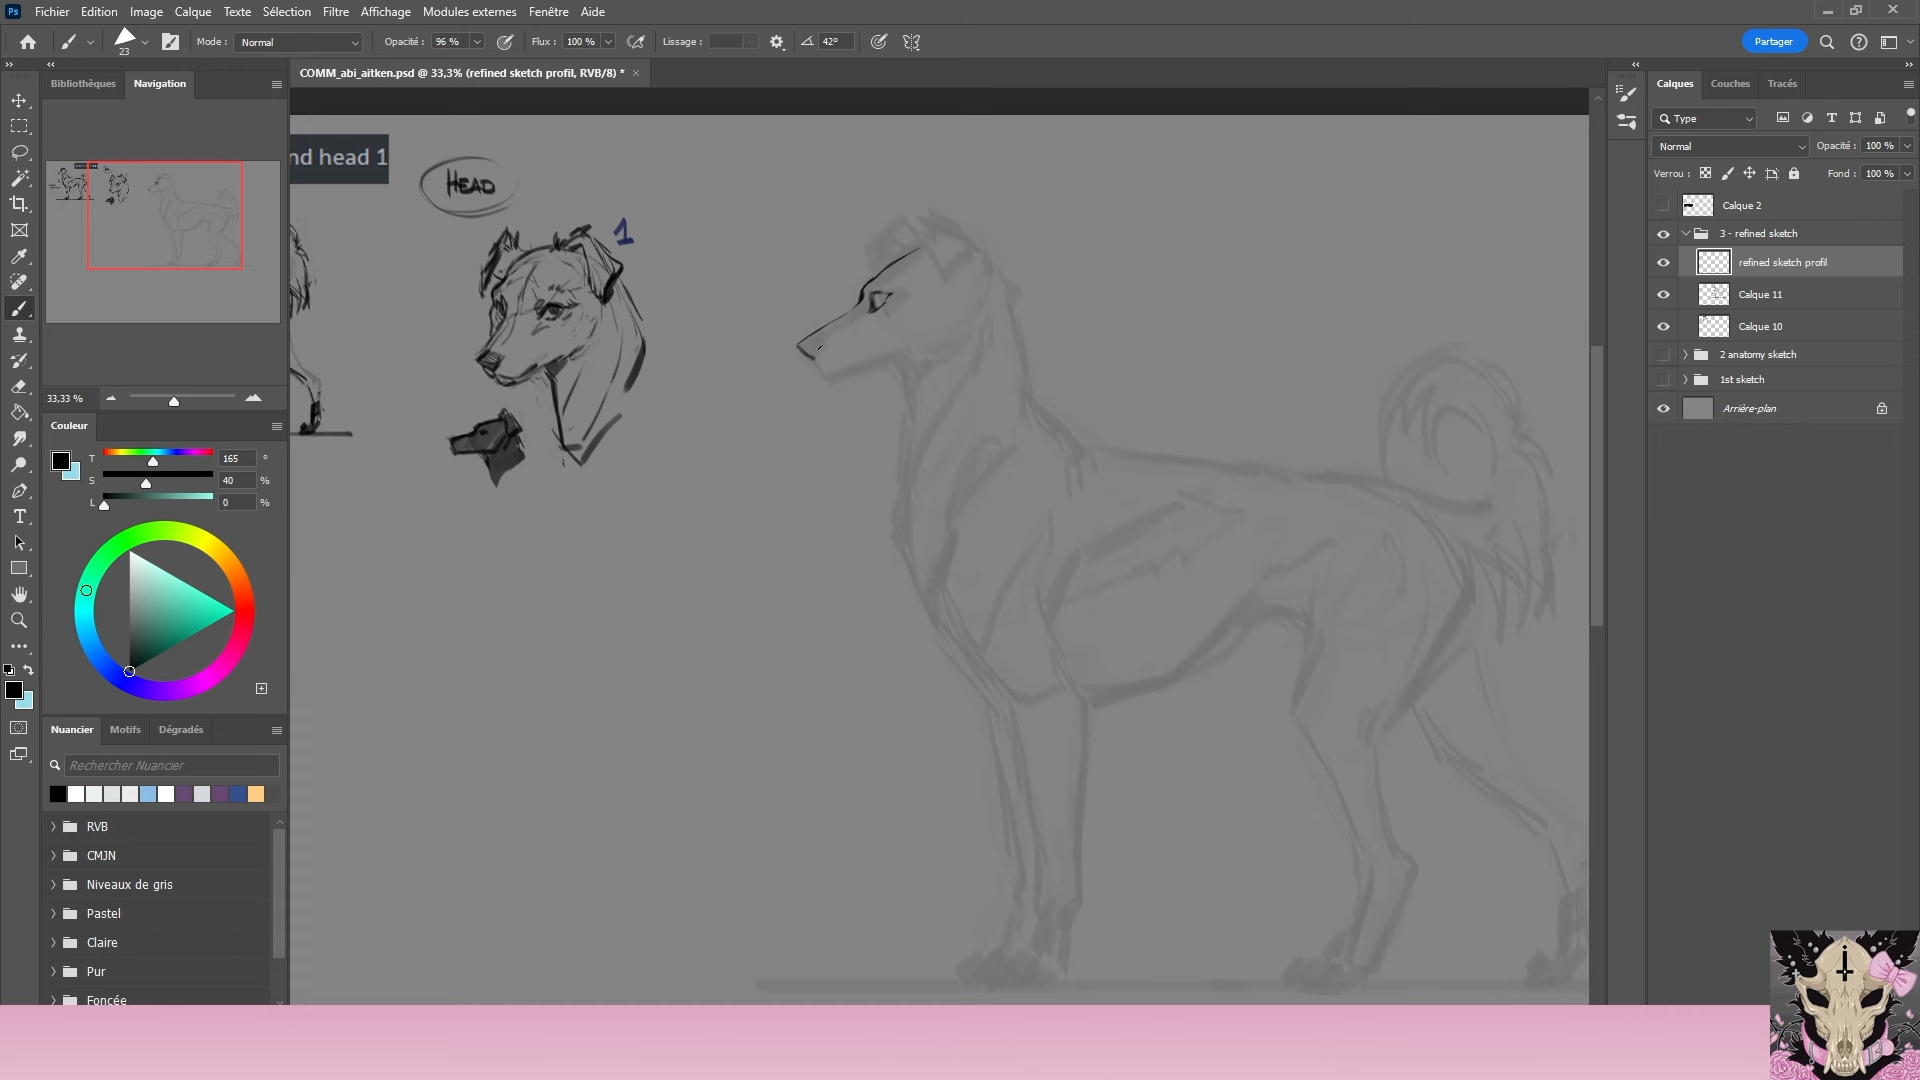 Ps Fichier Edition Image Calque Texte Sélection Filtre Affichage Modules externes Fenêtre Aide
23 Mode : Normal Opacité : 96 % Flux : 100 % Lissage : 42° Partager
COMM_abi_aitken.psd @ 33,3% (refined sketch profil, RVB/8) * ×
Bibliothèques Navigation
Calques Couches Tracés
Type
Normal Opacité : 100 %
Verrou : Fond : 100 %
Calque 2
3 - refined sketch
refined sketch profil
Calque 11
Calque 10
2 anatomy sketch
1st sketch
Arrière-plan
nd head 1
HEAD
1
33,33 %
Couleur
T 165 °
S 40 %
L 0 %
Nuancier Motifs Dégradés
Rechercher Nuancier
RVB
CMJN
Niveaux de gris
Pastel
Claire
Pur
Foncée